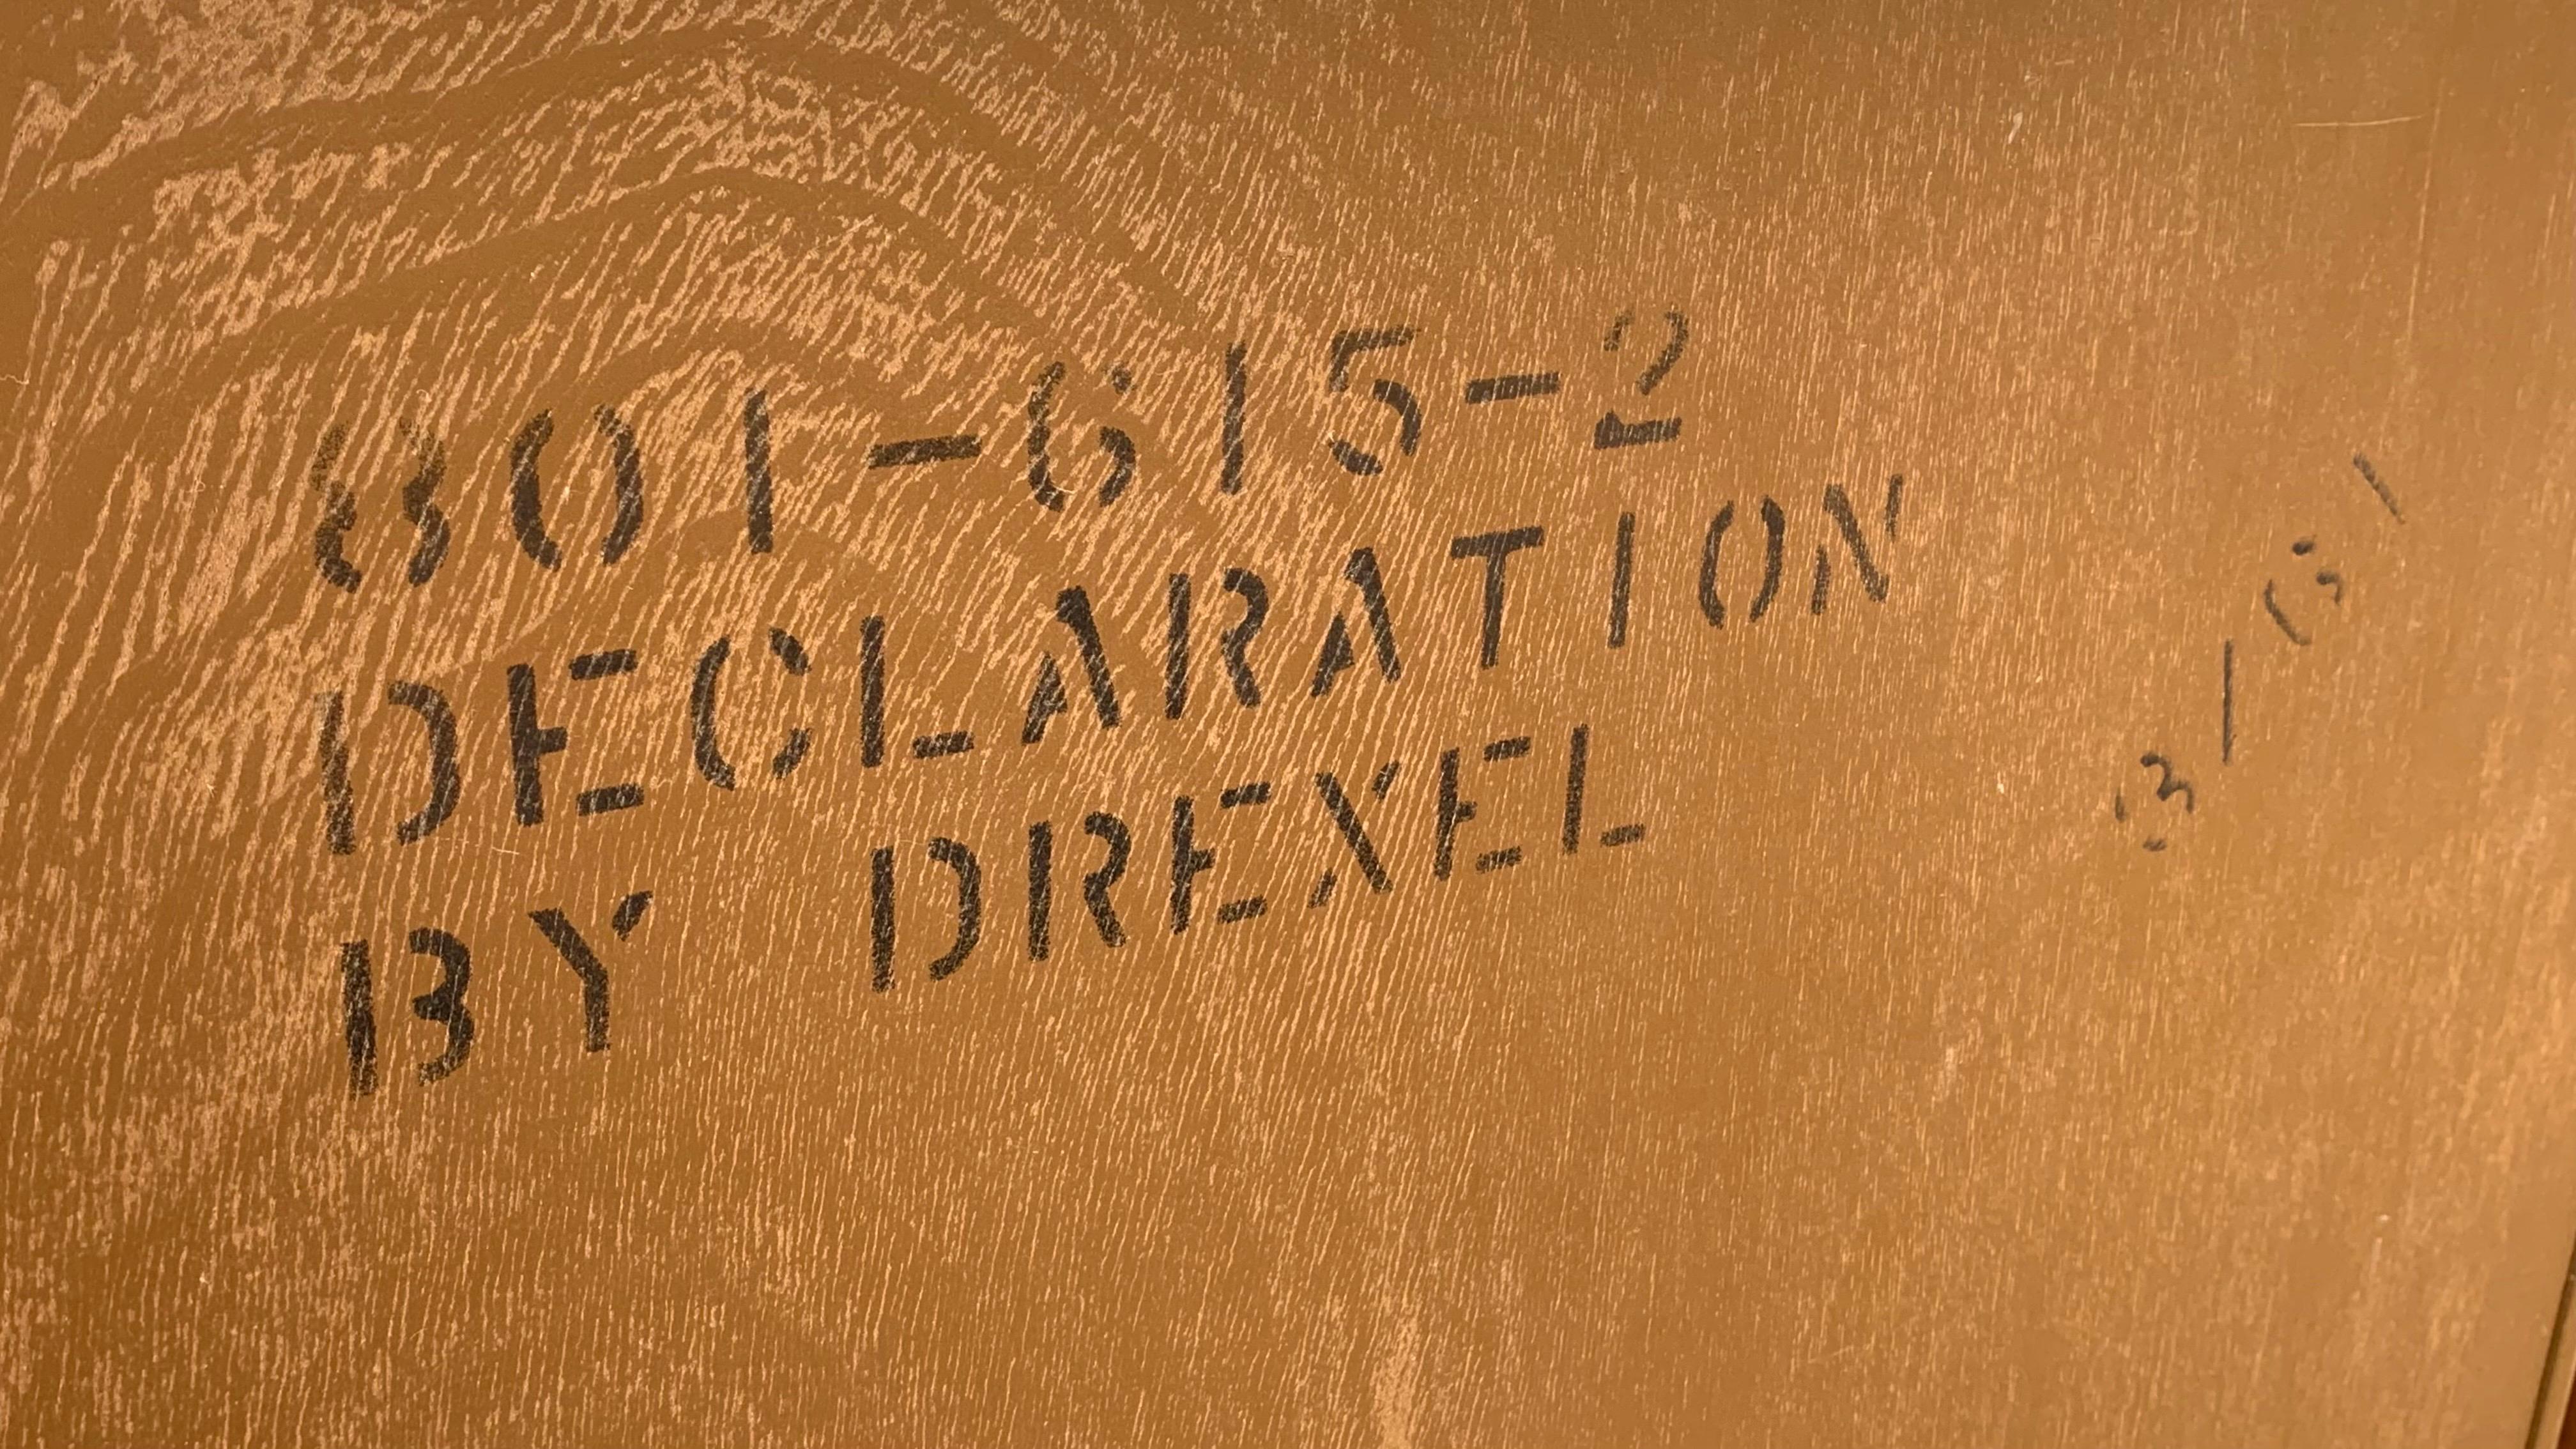 801-615-2
DECLARATION
BY DREXEL
3/61